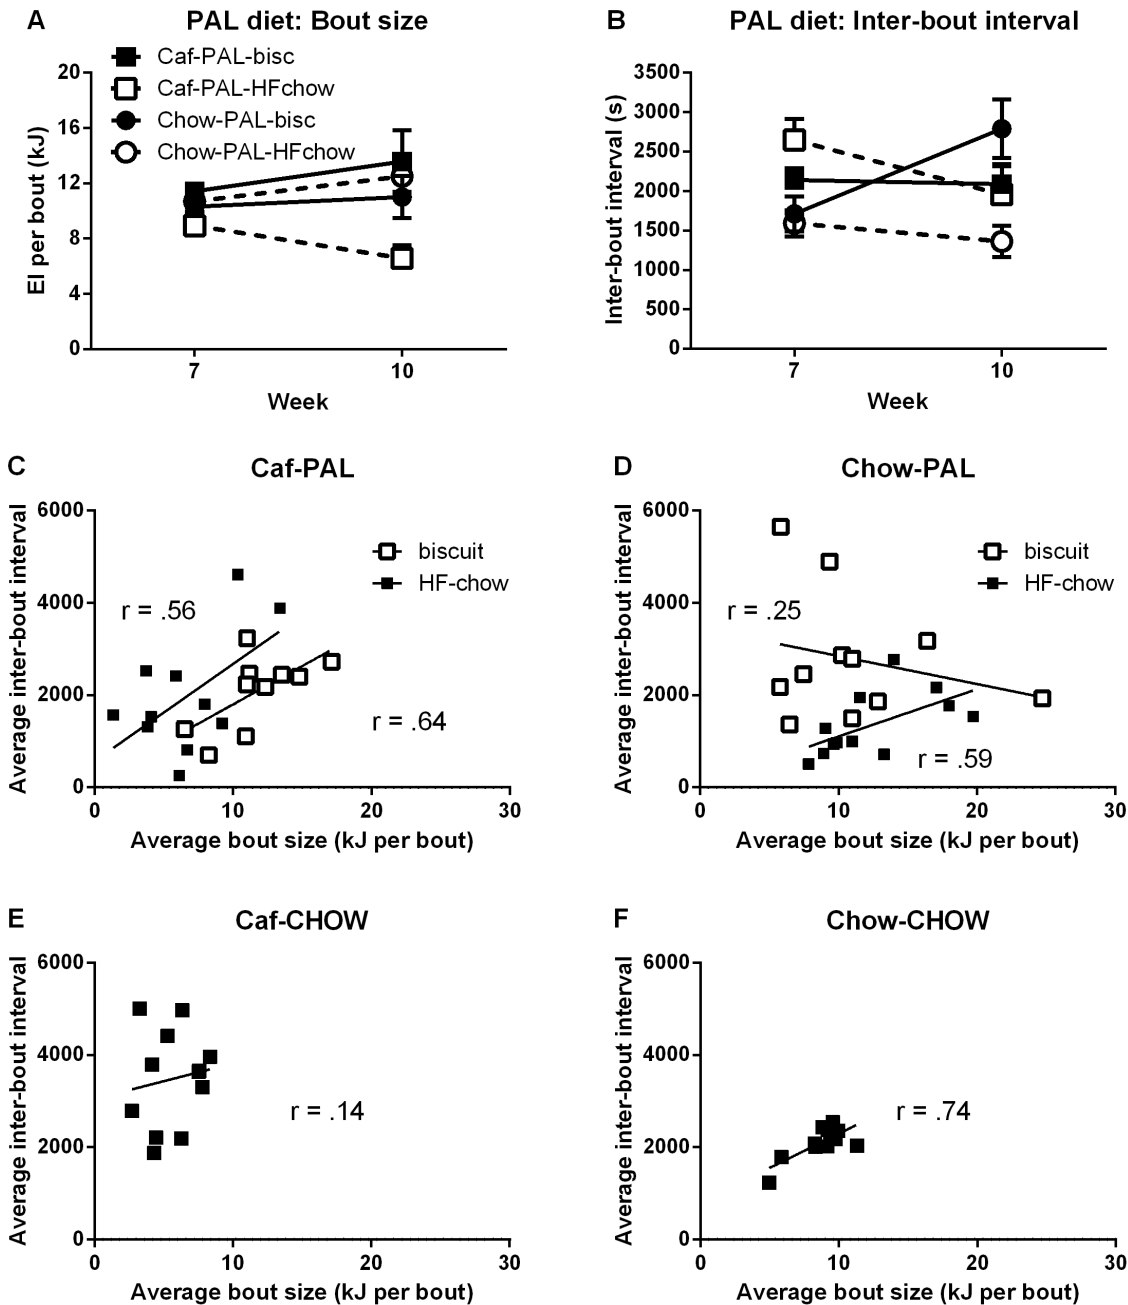 A
PAL diet: Bout size
Caf-PAL-bisc
Caf-PAL-HFchow
Chow-PAL-bisc
Chow-PAL-HFchow
20
16
12
8
4
0
EI per bout (kJ)
7
10
Week
B
PAL diet: Inter-bout interval
3500
3000
2500
2000
1500
1000
500
0
Inter-bout interval (s)
7
10
Week
C
Caf-PAL
6000
4000
2000
0
Average inter-bout interval
biscuit
HF-chow
r = .56
r = .64
0
10
20
30
Average bout size (kJ per bout)
D
Chow-PAL
6000
4000
2000
0
Average inter-bout interval
biscuit
HF-chow
r = .25
r = .59
0
10
20
30
Average bout size (kJ per bout)
E
Caf-CHOW
6000
4000
2000
0
Average inter-bout interval
r = .14
0
10
20
30
Average bout size (kJ per bout)
F
Chow-CHOW
6000
4000
2000
0
Average inter-bout interval
r = .74
0
10
20
30
Average bout size (kJ per bout)